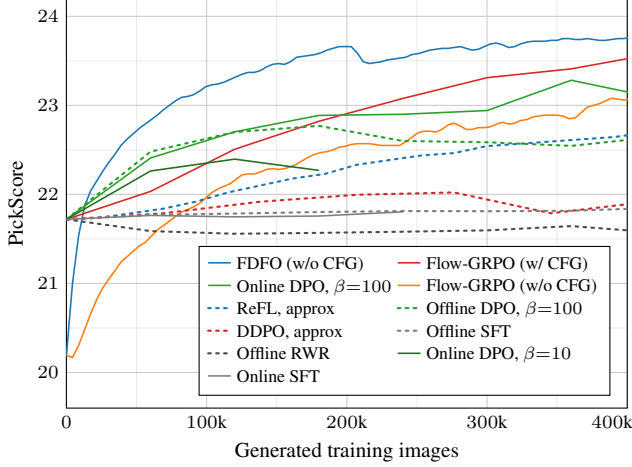 24
23
22
21
20
PickScore
FDFO (w/o CFG)
Flow-GRPO (w/ CFG)
Online DPO, β=100
Flow-GRPO (w/o CFG)
ReFL, approx
Offline DPO, β=100
DDPO, approx
Offline SFT
Offline RWR
Online DPO, β=10
Online SFT
0 100k 200k 300k 400k
Generated training images